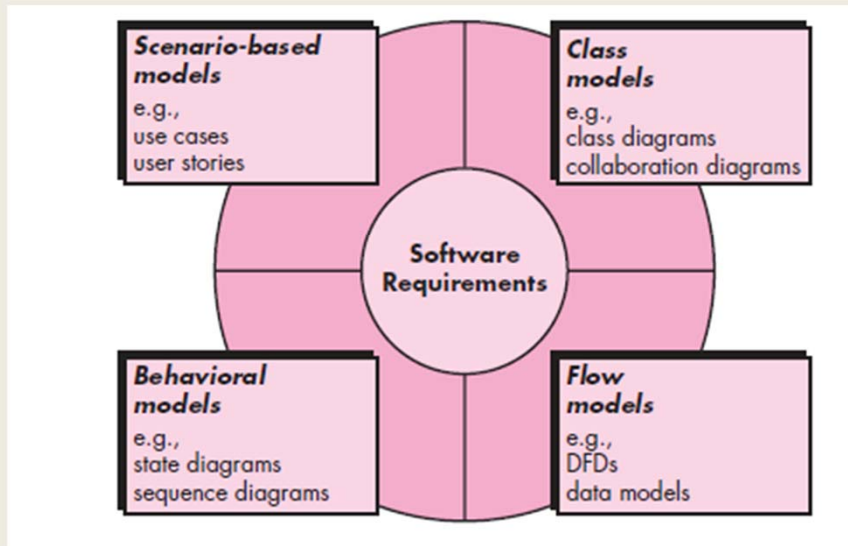 Scenario-based
models
e.g.,
use cases
user stories
Class
models
e.g.,
class diagrams
collaboration diagrams
Software
Requirements
Behavioral
models
e.g.,
state diagrams
sequence diagrams
Flow
models
e.g.,
DFDs
data models